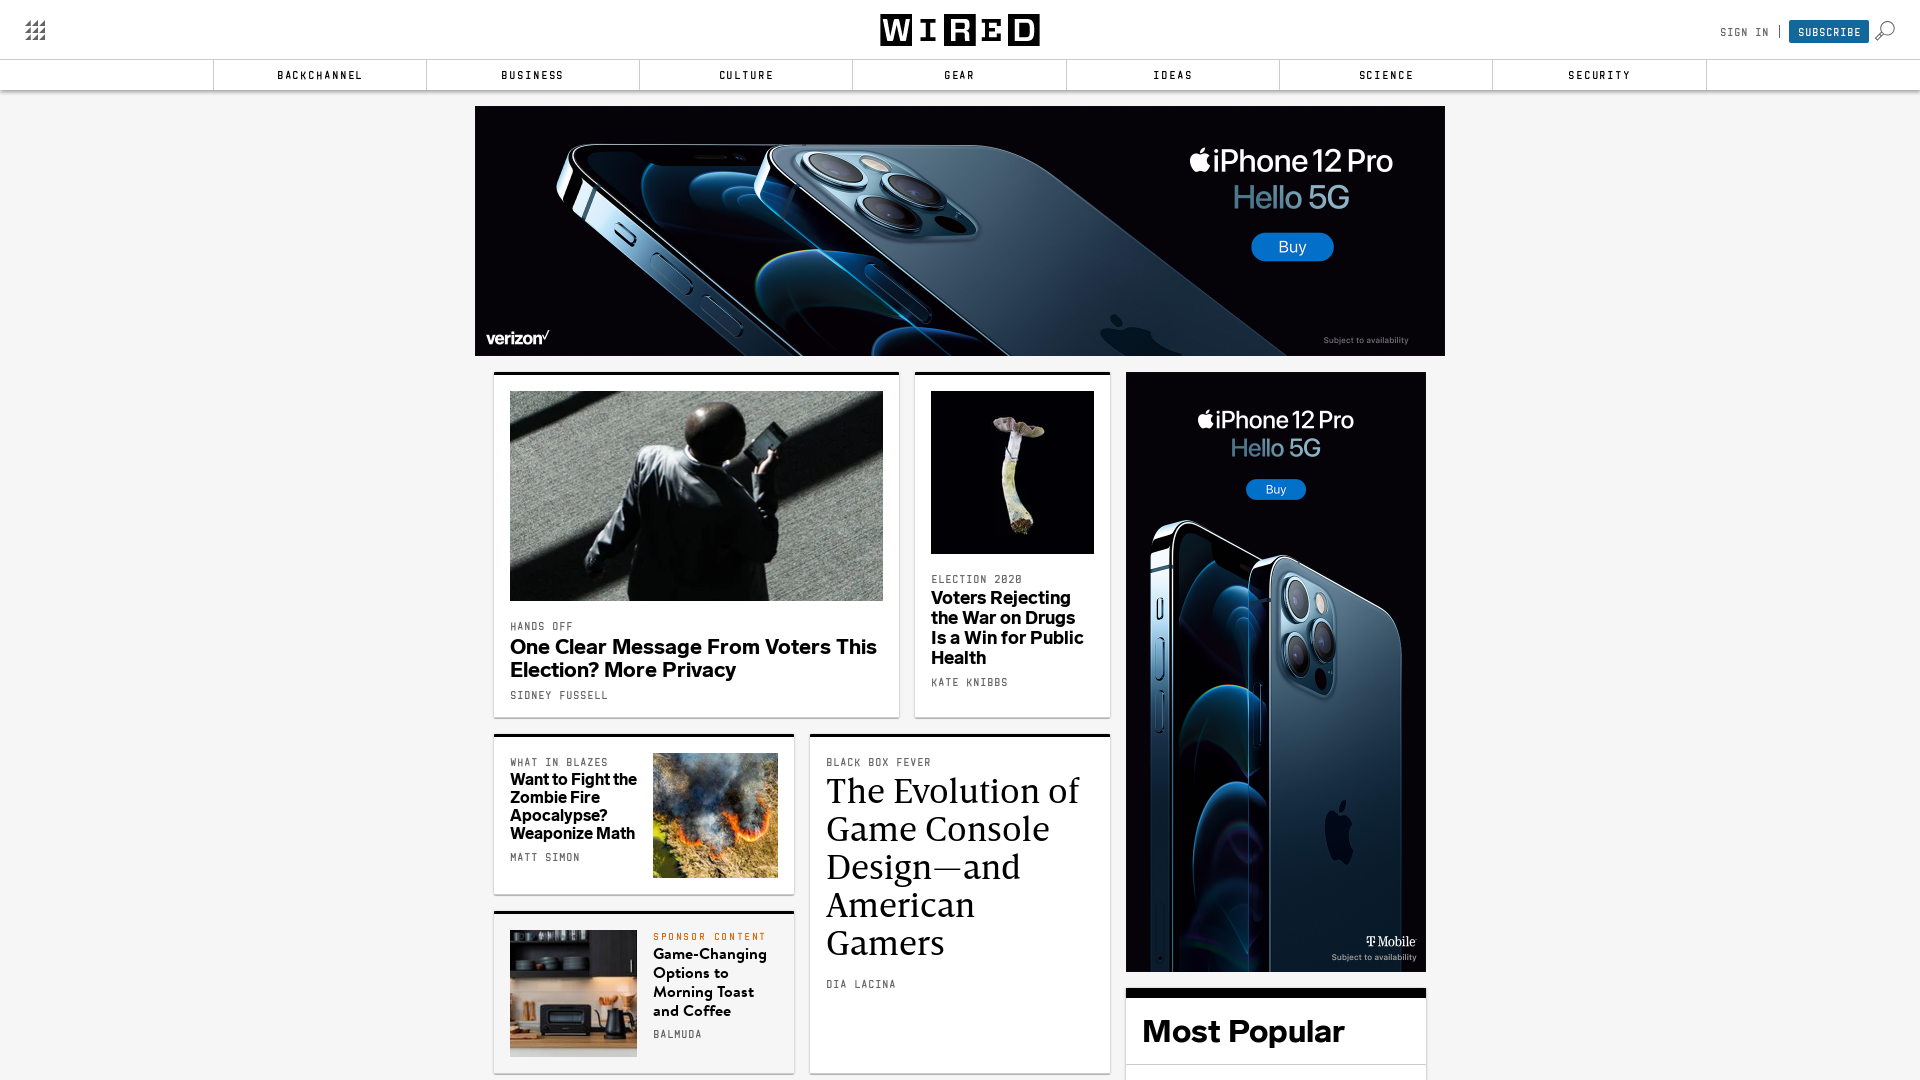 WIRED
SIGN IN
SUBSCRIBE
BACKCHANNEL
BUSINESS
CULTURE
GEAR
IDEAS
SCIENCE
SECURITY
iPhone 12 Pro
Hello 5G
Buy
verizon
Subject to availability
HANDS OFF
One Clear Message From Voters This
Election? More Privacy
SIDNEY FUSSELL
ELECTION 2020
Voters Rejecting
the War on Drugs
Is a Win for Public
Health
KATE KNIBBS
iPhone 12 Pro
Hello 5G
Buy
T Mobile
Subject to availability
WHAT IN BLAZES
Want to Fight the
Zombie Fire
Apocalypse?
Weaponize Math
MATT SIMON
BLACK BOX FEVER
The Evolution of
Game Console
Design—and
American
Gamers
DIA LACINA
SPONSOR CONTENT
Game-Changing
Options to
Morning Toast
and Coffee
BALMUDA
Most Popular